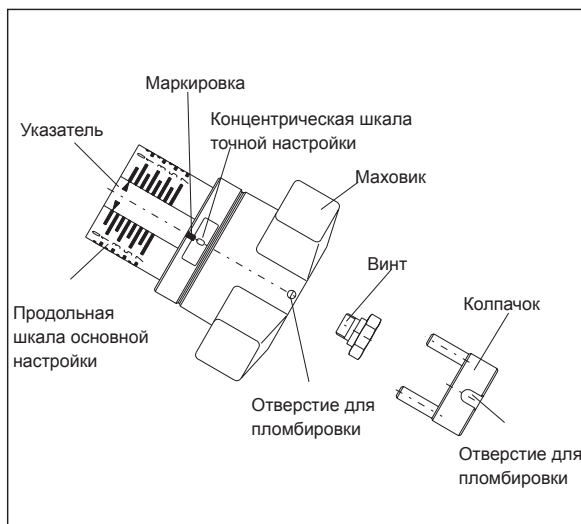 Маркировка
Концентрическая шкала
точной настройки
Указатель
Маховик
Винт
Колпачок
Продольная
шкала основной
настройки
Отверстие для
пломбировки
Отверстие для
пломбировки